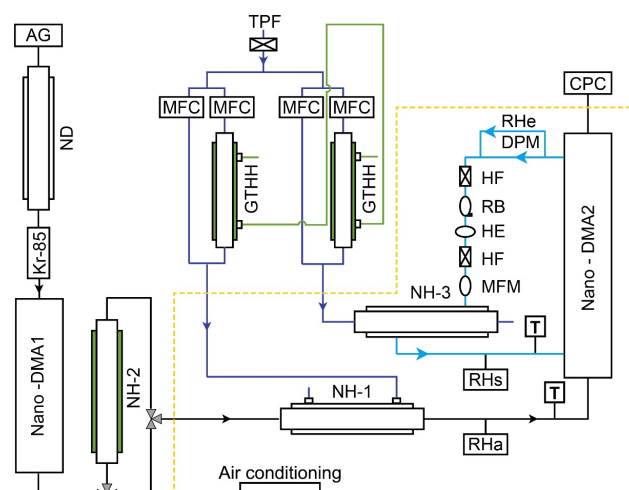 TPF
AG
CPC
MFC
MFC
MFC
MFC
RHe
DPM
ND
GTHH
GTHH
HF
RB
HE
HF
MFM
Kr-85
Nano - DMA2
NH-3
T
Nano -DMA1
NH-2
RHs
T
NH-1
RHa
Air conditioning